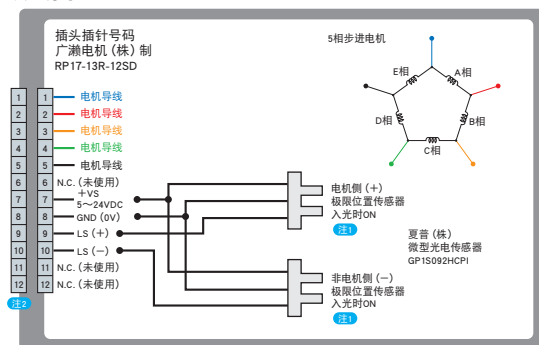 插头插针号码
广濑电机（株）制
RP17-13R-12SD
5相步进电机
E相
A相
D相
B相
C相
1 1 电机导线
2 2 电机导线
3 3 电机导线
4 4 电机导线
5 5 电机导线
6 6 N.C.（未使用）
7 7 +VS
5～24VDC
8 8 GND（0V）
9 9 LS（+）
10 10 LS（-）
11 11 N.C.（未使用）
12 12 N.C.（未使用）
注2
电机侧（+）
极限位置传感器
入光时ON
注1
夏普（株）
微型光电传感器
GP1S092HCPI
非电机侧（-）
极限位置传感器
入光时ON
注1